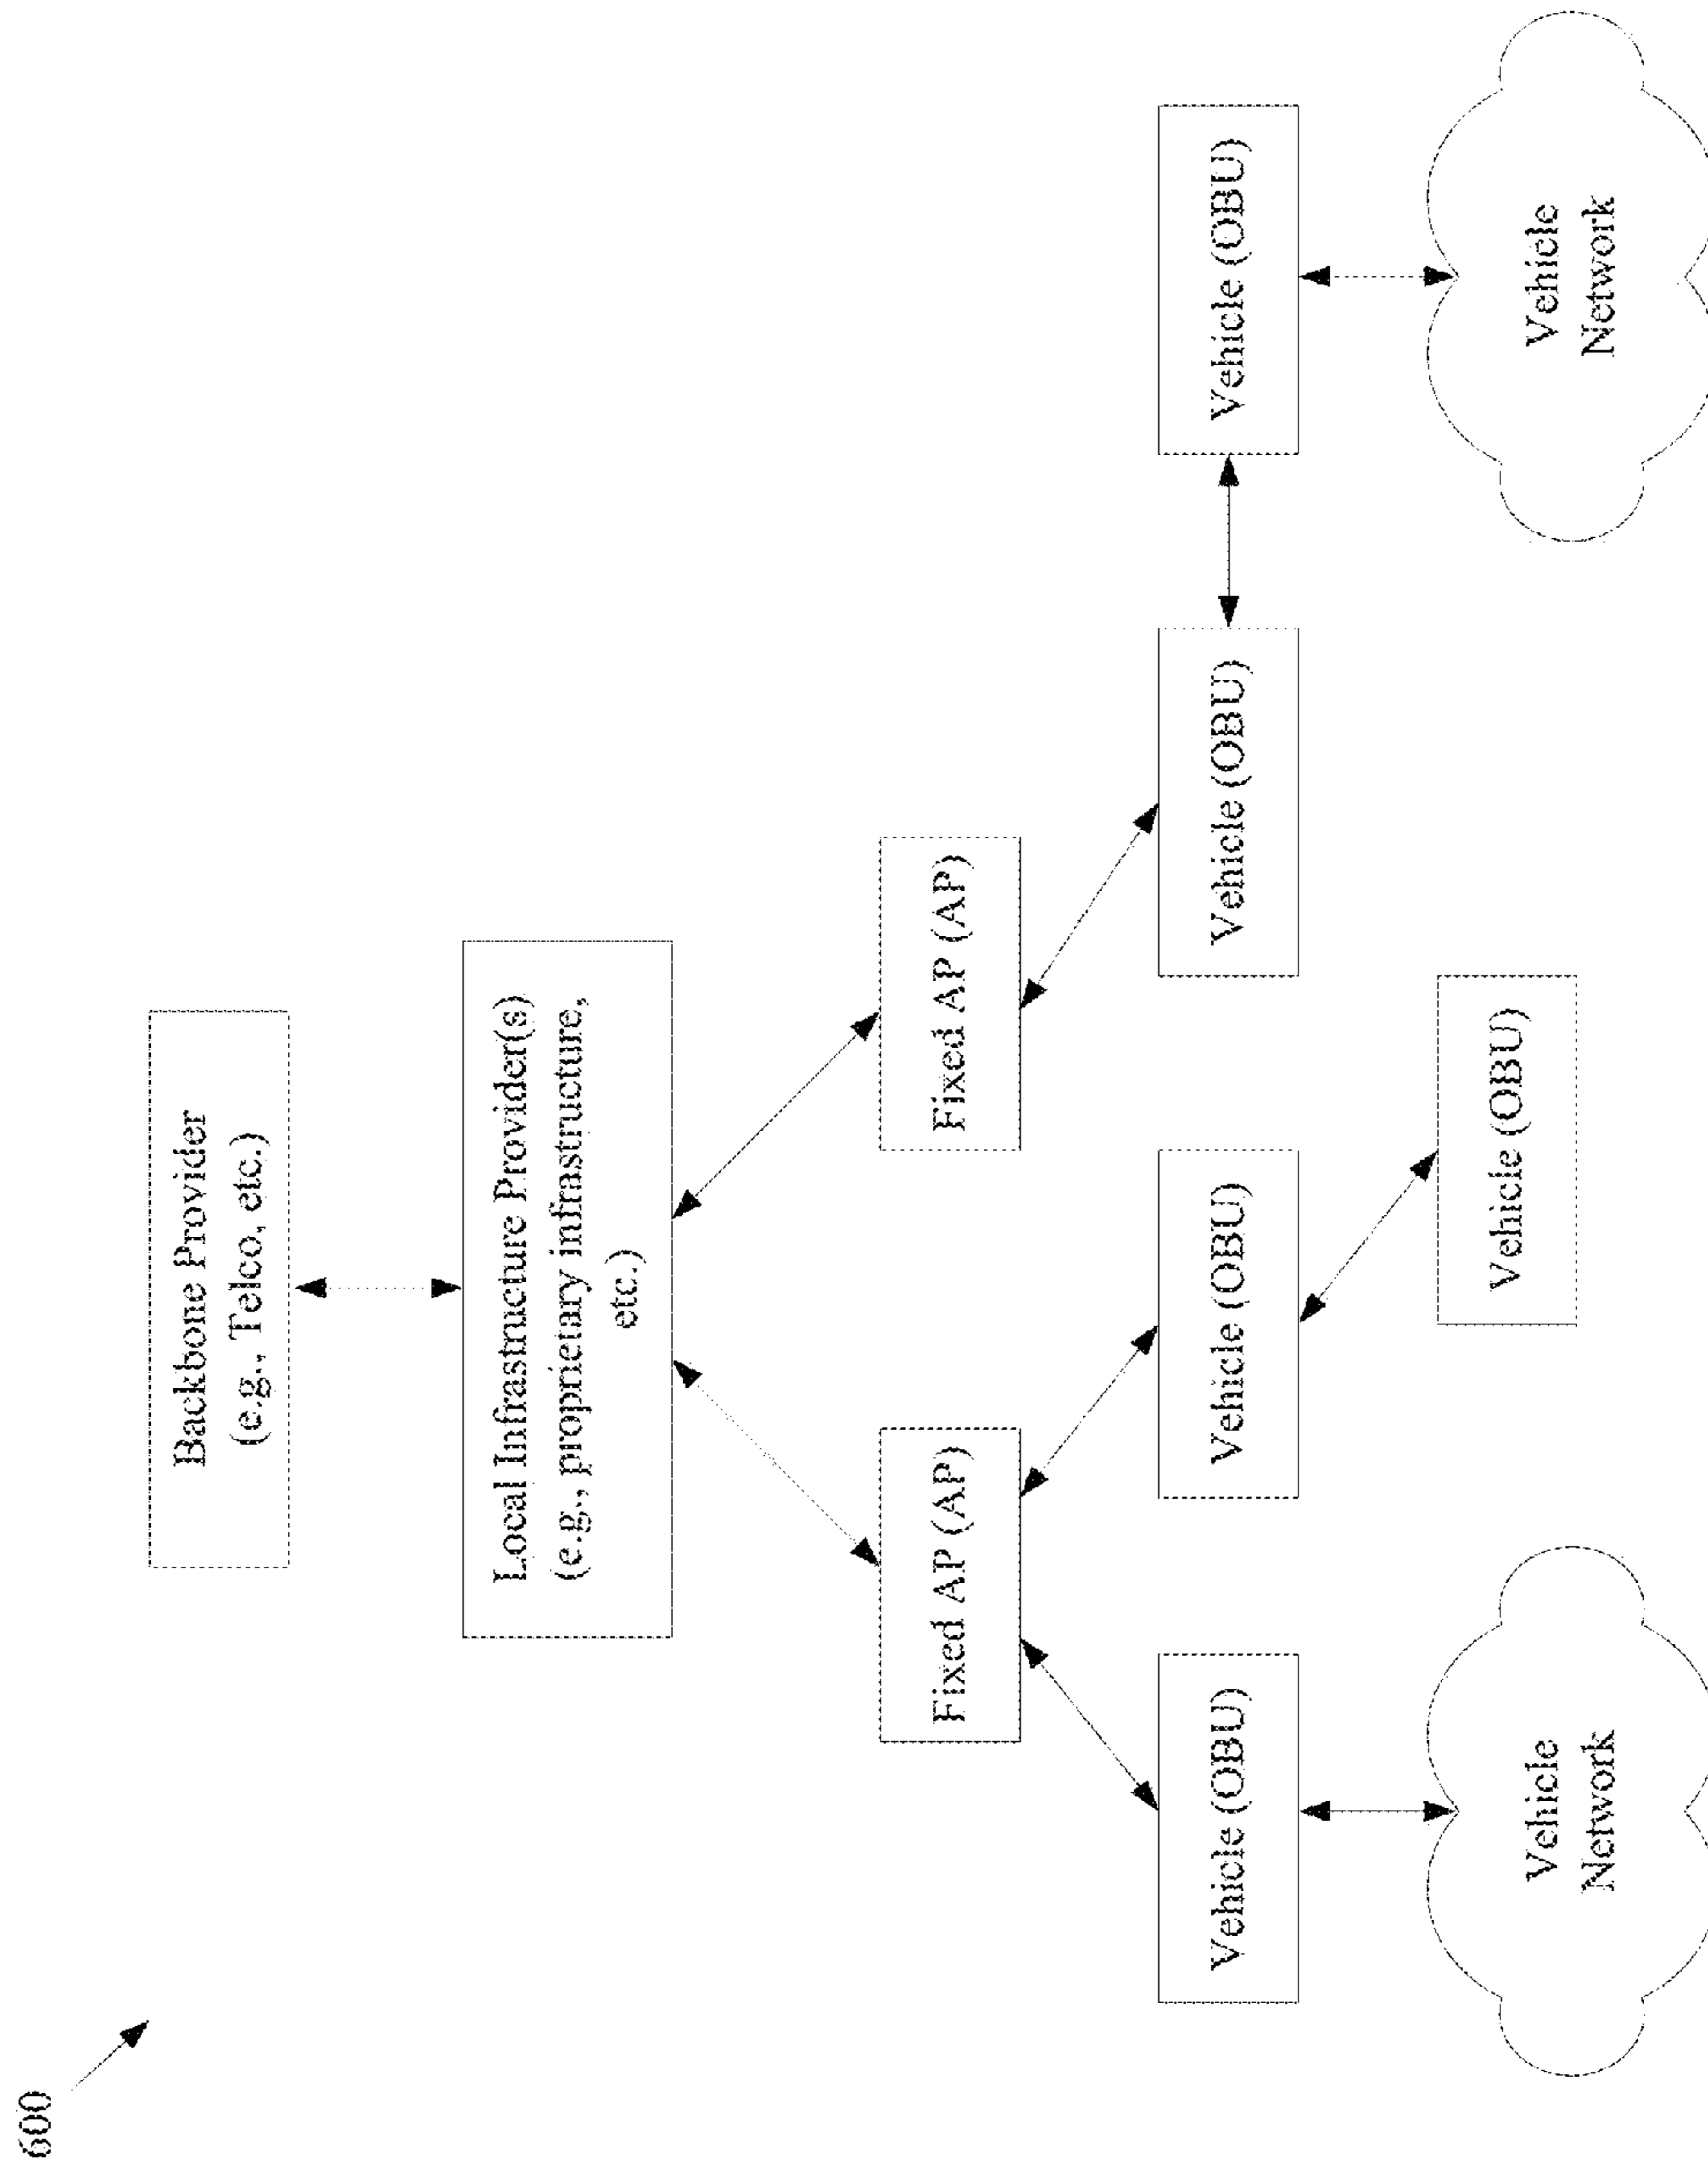 600
Backbone Provider
(e.g., Telco, etc.)
Local Infrastructure Provider(s)
(e.g., proprietary infrastructure,
etc.)
Fixed AP (AP)
Fixed AP (AP)
Vehicle (OBU)
Vehicle (OBU)
Vehicle (OBU)
Vehicle (OBU)
Vehicle (OBU)
Vehicle
Network
Vehicle
Network